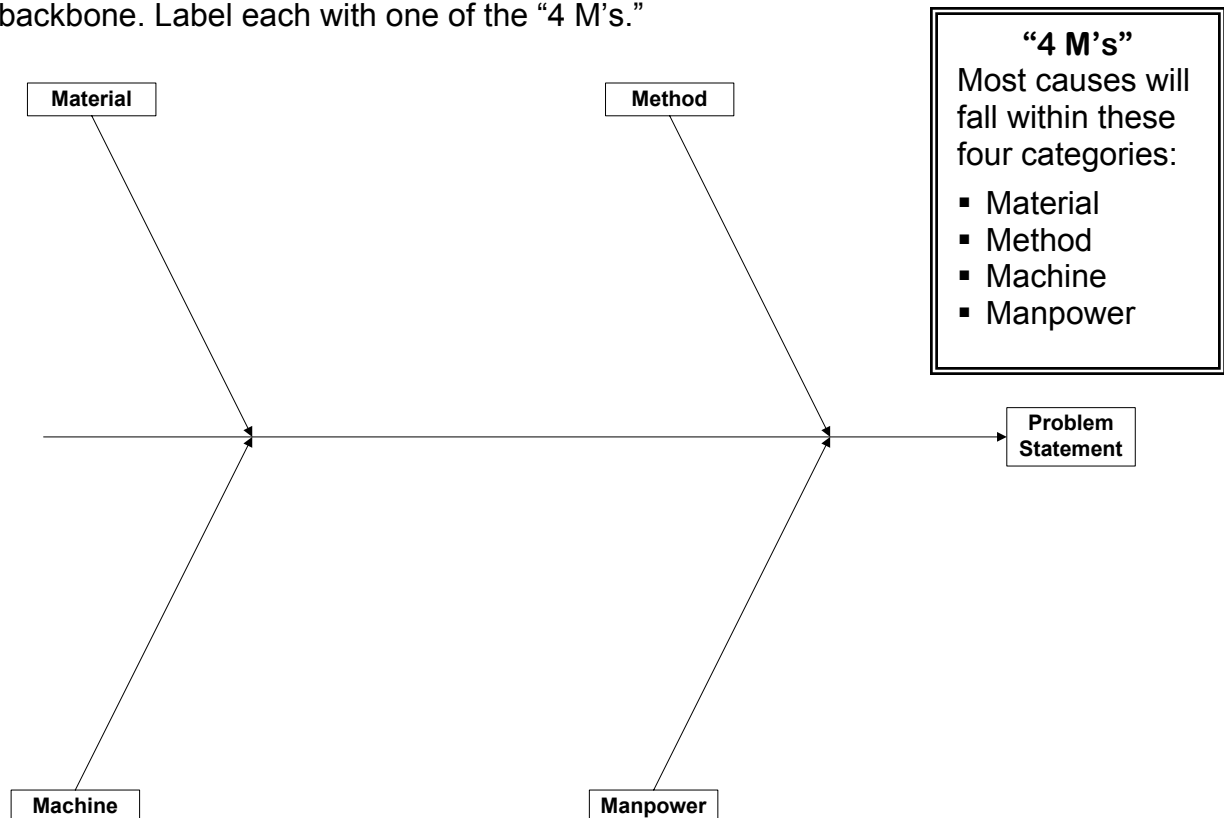 backbone. Label each with one of the “4 M’s.”
“4 M’s”
Most causes will
fall within these
four categories:
▪ Material
▪ Method
▪ Machine
▪ Manpower
Material
Method
Problem
Statement
Machine
Manpower